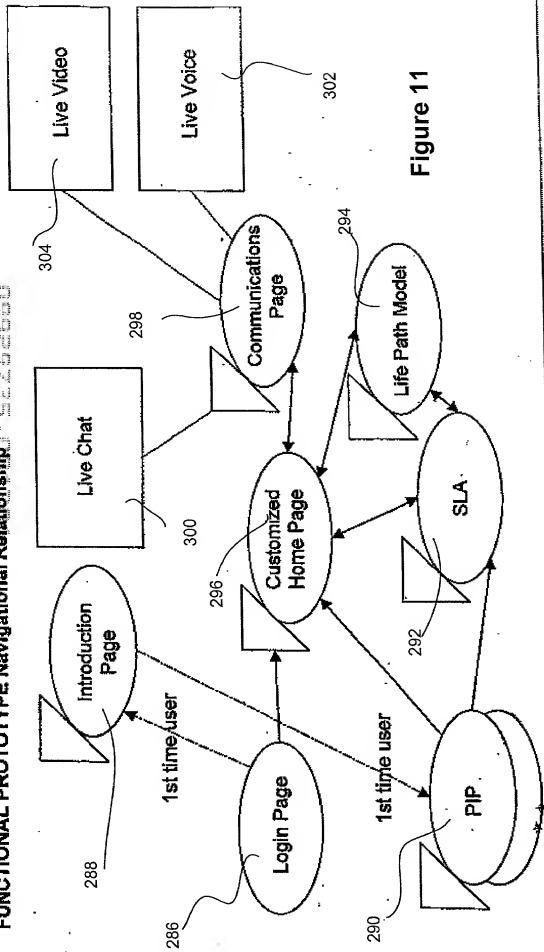 FUNCTIONAL PROTOTYPE Navigational Relationship
Live Video
304
Live Voice
302
Figure 11
Live Chat
300
298
Communications
Page
294
Life Path Model
Introduction
Page
288
296
Customized
Home Page
SLA
292
1st time user
Login Page
286
1st time user
PIP
290